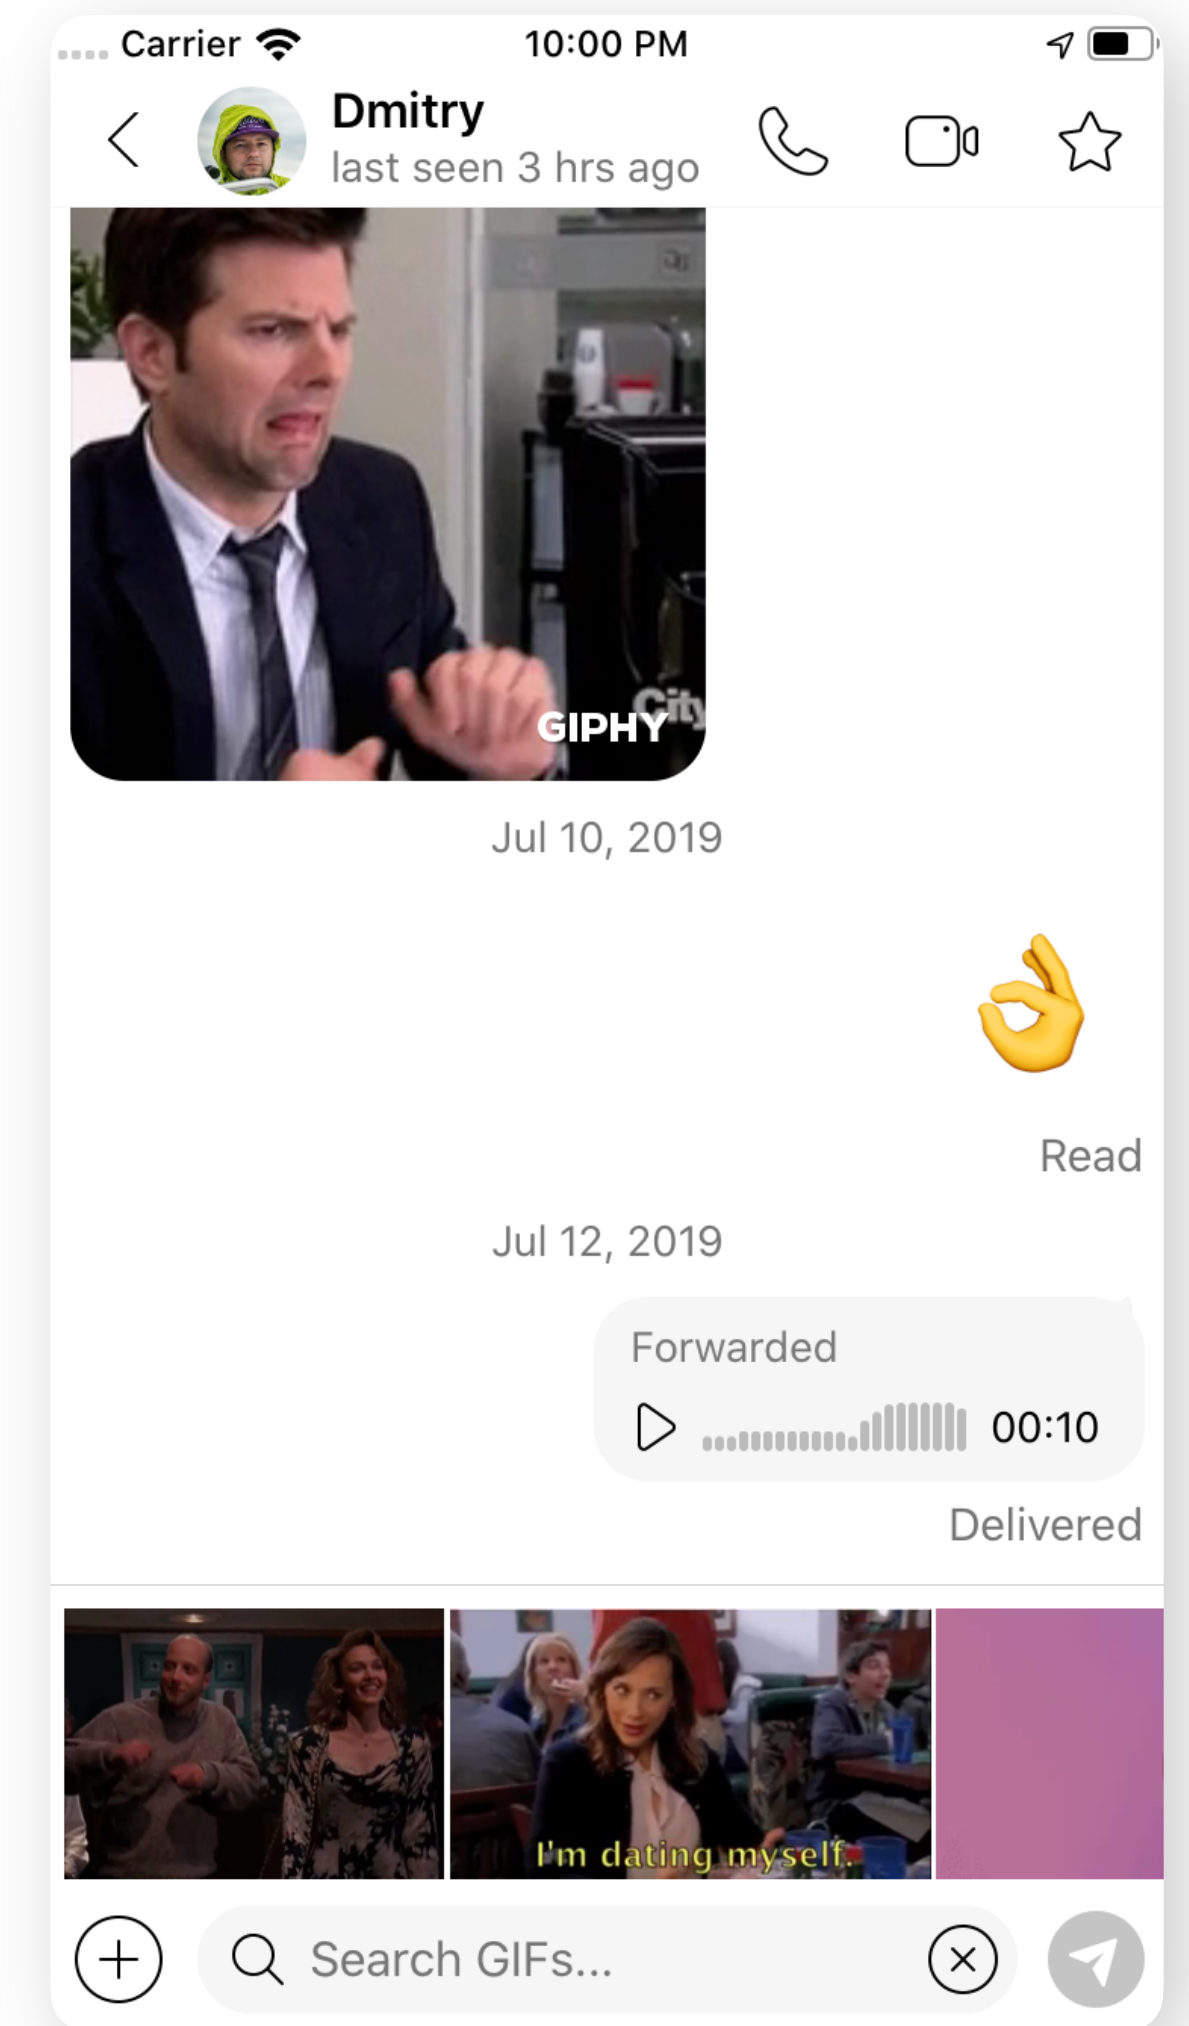 Carrier
10:00 PM
Dmitry
last seen 3 hrs ago
City
GIPHY
Jul 10, 2019
Read
Jul 12, 2019
Forwarded
00:10
Delivered
I'm dating myself.
Search GIFs...